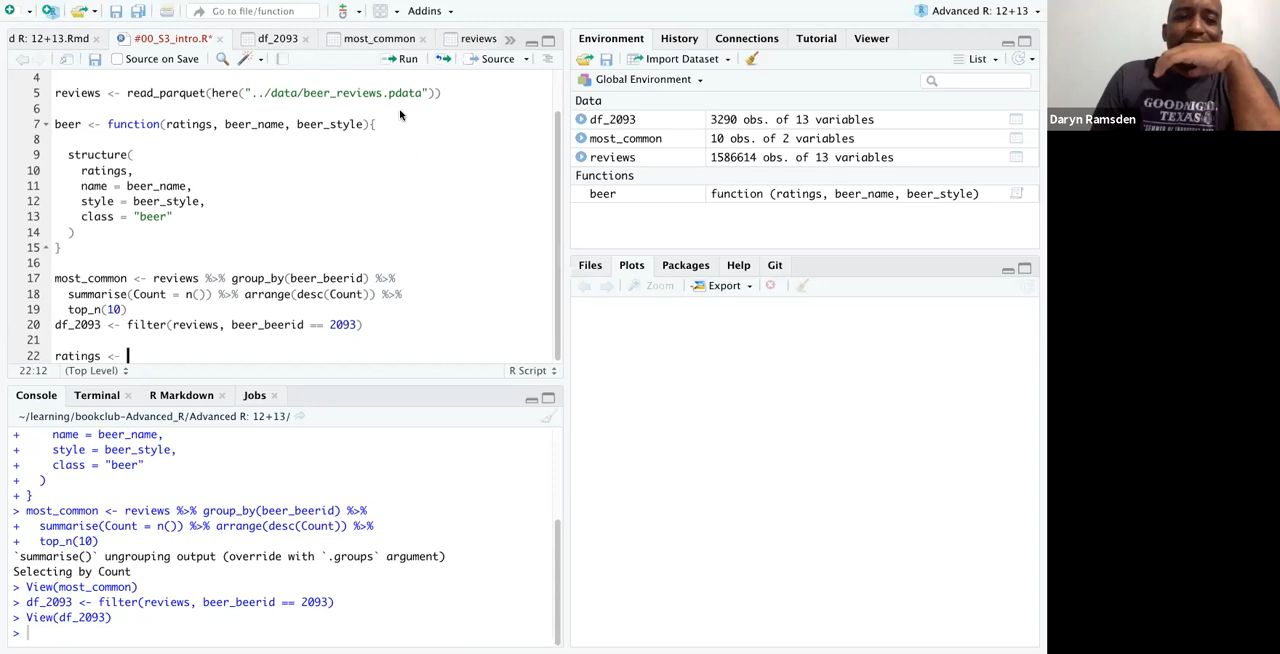 Go to file/function
Addins
Advanced R: 12+13
d R: 12+13.Rmd
#00_S3_intro.R*
df_2093
most_common
reviews
Source on Save
Run
Source
4
5 reviews <- read_parquet(here("../data/beer_reviews.pdata"))
6
7 beer <- function(ratings, beer_name, beer_style){
8
9 structure(
10 ratings,
11 name = beer_name,
12 style = beer_style,
13 class = "beer"
14 )
15 }
16
17 most_common <- reviews %>% group_by(beer_beerid) %>%
18 summarise(Count = n()) %>% arrange(desc(Count)) %>%
19 top_n(10)
20 df_2093 <- filter(reviews, beer_beerid == 2093)
21
22 ratings <-
22:12 (Top Level) R Script
Console Terminal R Markdown Jobs
~/learning/bookclub-Advanced_R/Advanced R: 12+13/
+ name = beer_name,
+ style = beer_style,
+ class = "beer"
+ )
+ }
> most_common <- reviews %>% group_by(beer_beerid) %>%
+ summarise(Count = n()) %>% arrange(desc(Count)) %>%
+ top_n(10)
`summarise()` ungrouping output (override with `.groups` argument)
Selecting by Count
> View(most_common)
> df_2093 <- filter(reviews, beer_beerid == 2093)
> View(df_2093)
>
Environment History Connections Tutorial Viewer
Import Dataset
List
Global Environment
Data
df_2093 3290 obs. of 13 variables
most_common 10 obs. of 2 variables
reviews 1586614 obs. of 13 variables
Functions
beer function (ratings, beer_name, beer_style)
Files Plots Packages Help Git
Zoom Export
Daryn Ramsden
GOODNIGHT,
TEXAS